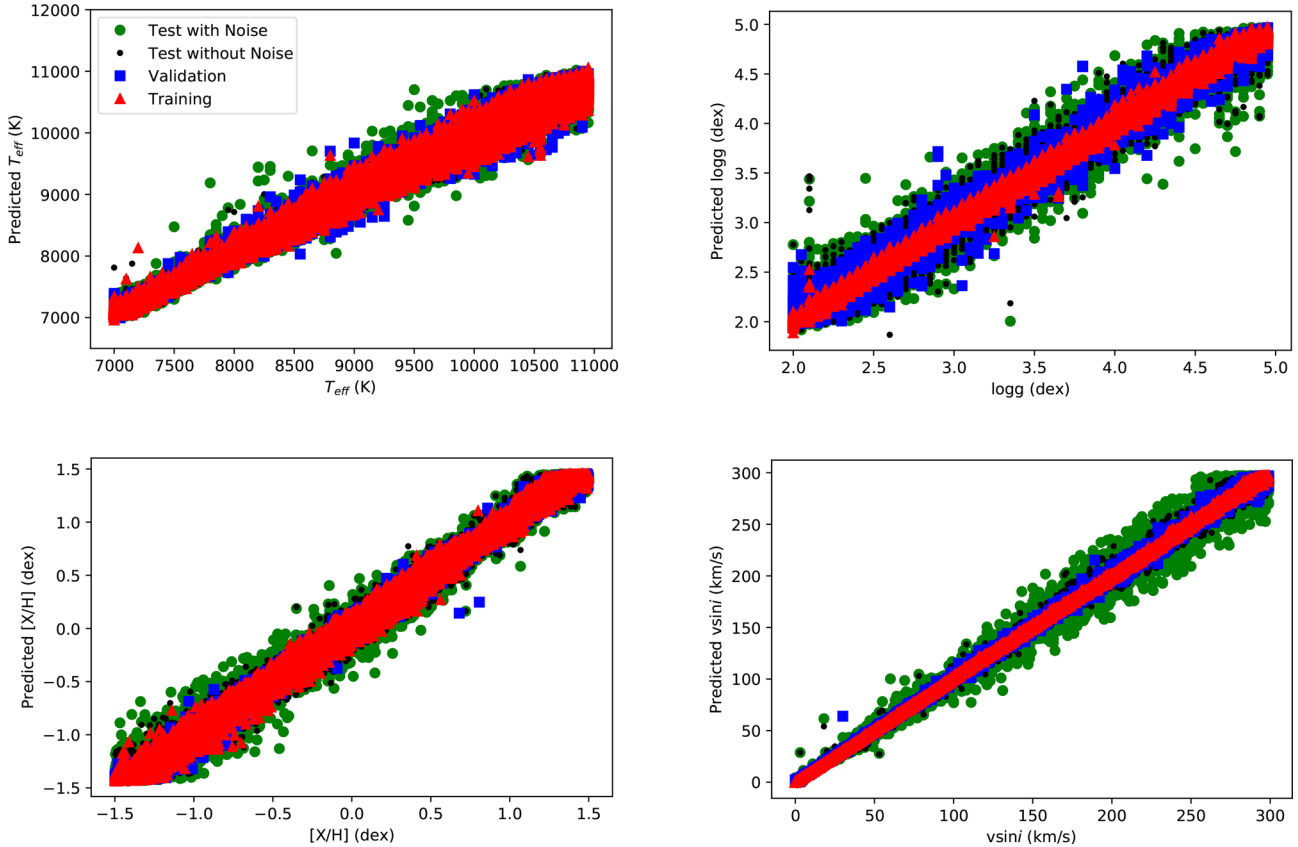 12000
11000
10000
9000
8000
7000
Predicted T_eff (K)
Test with Noise
Test without Noise
Validation
Training
7000 7500 8000 8500 9000 9500 10000 10500 11000
T_eff (K)
5.0
4.5
4.0
3.5
3.0
2.5
2.0
Predicted logg (dex)
2.0 2.5 3.0 3.5 4.0 4.5 5.0
logg (dex)
1.5
1.0
0.5
0.0
−0.5
−1.0
−1.5
Predicted [X/H] (dex)
−1.5 −1.0 −0.5 0.0 0.5 1.0 1.5
[X/H] (dex)
300
250
200
150
100
50
0
Predicted vsini (km/s)
0 50 100 150 200 250 300
vsini (km/s)